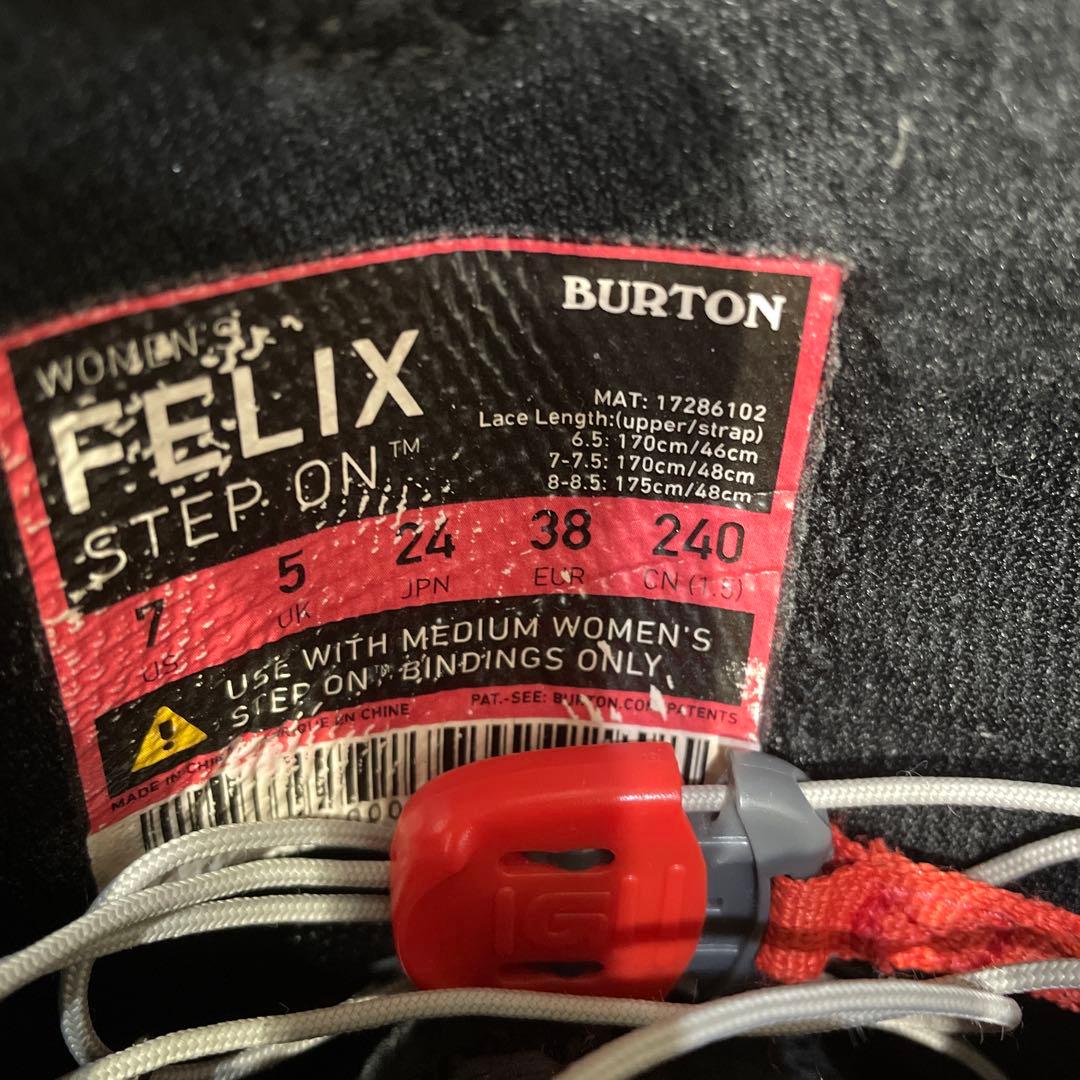 BURTON
WOMEN'S
FELIX
STEP ON™
MAT: 17286102
Lace Length:(upper/strap)
6.5: 170cm/46cm
7-7.5: 170cm/48cm
8-8.5: 175cm/48cm
7 5 24 38 240
US UK JPN EUR CN (1.5)
USE WITH MEDIUM WOMEN'S
STEP ON™ BINDINGS ONLY.
MADE IN CHINE PAT.-SEE: BURTON.COM/PATENTS
G